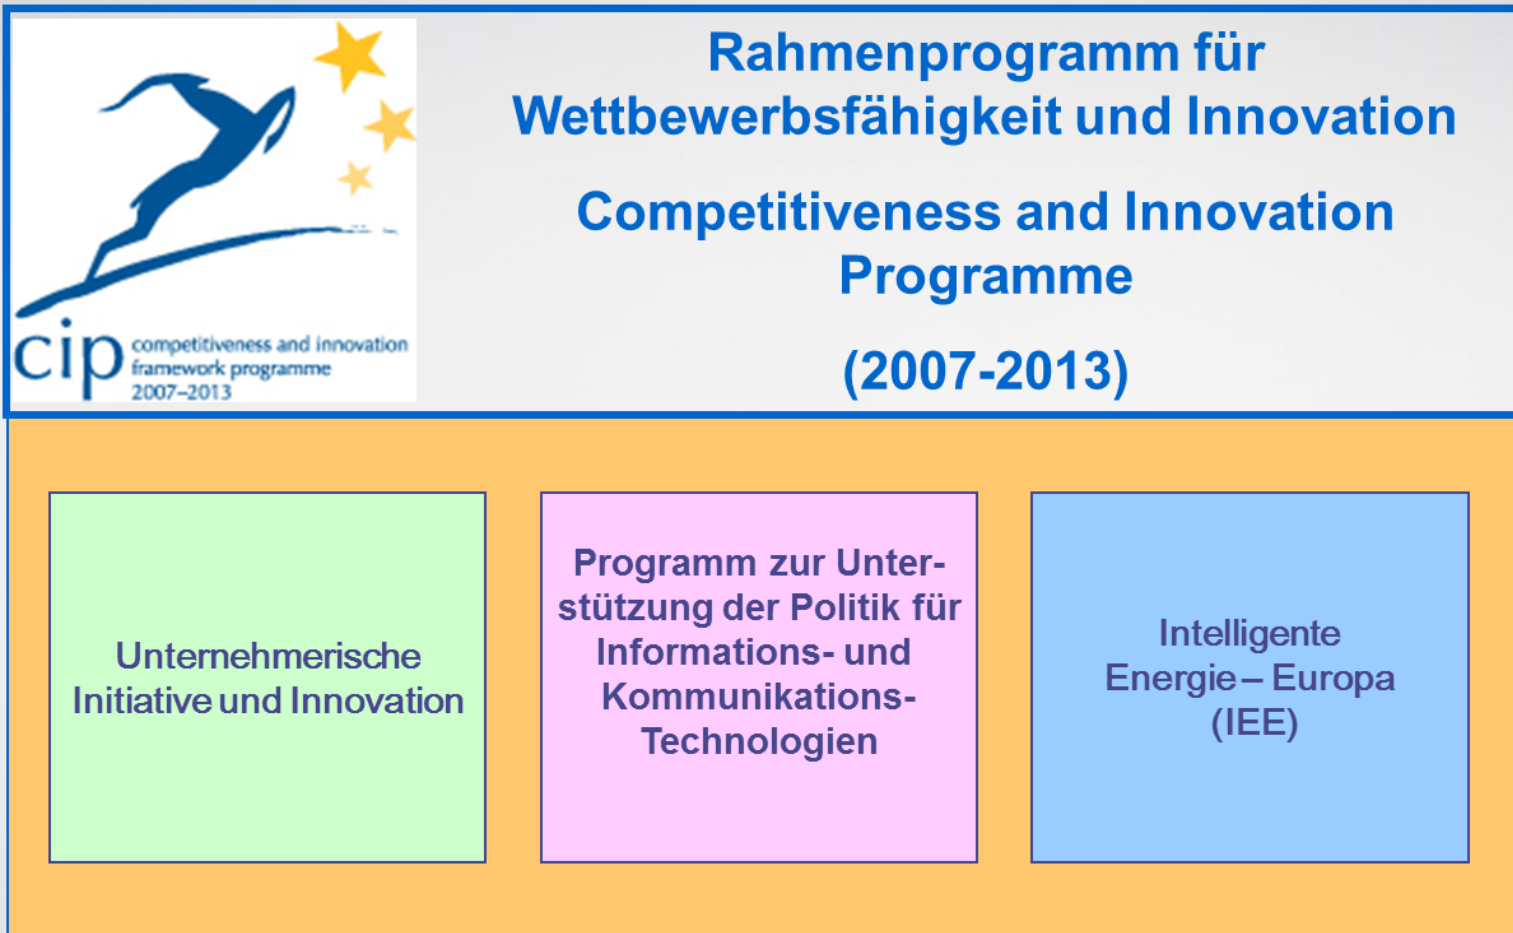 Rahmenprogramm für
Wettbewerbsfähigkeit und Innovation
Competitiveness and Innovation
Programme
(2007-2013)
cip
competitiveness and innovation
framework programme
2007–2013
Unternehmerische
Initiative und Innovation
Programm zur Unter-
stützung der Politik für
Informations- und
Kommunikations-
Technologien
Intelligente
Energie – Europa
(IEE)